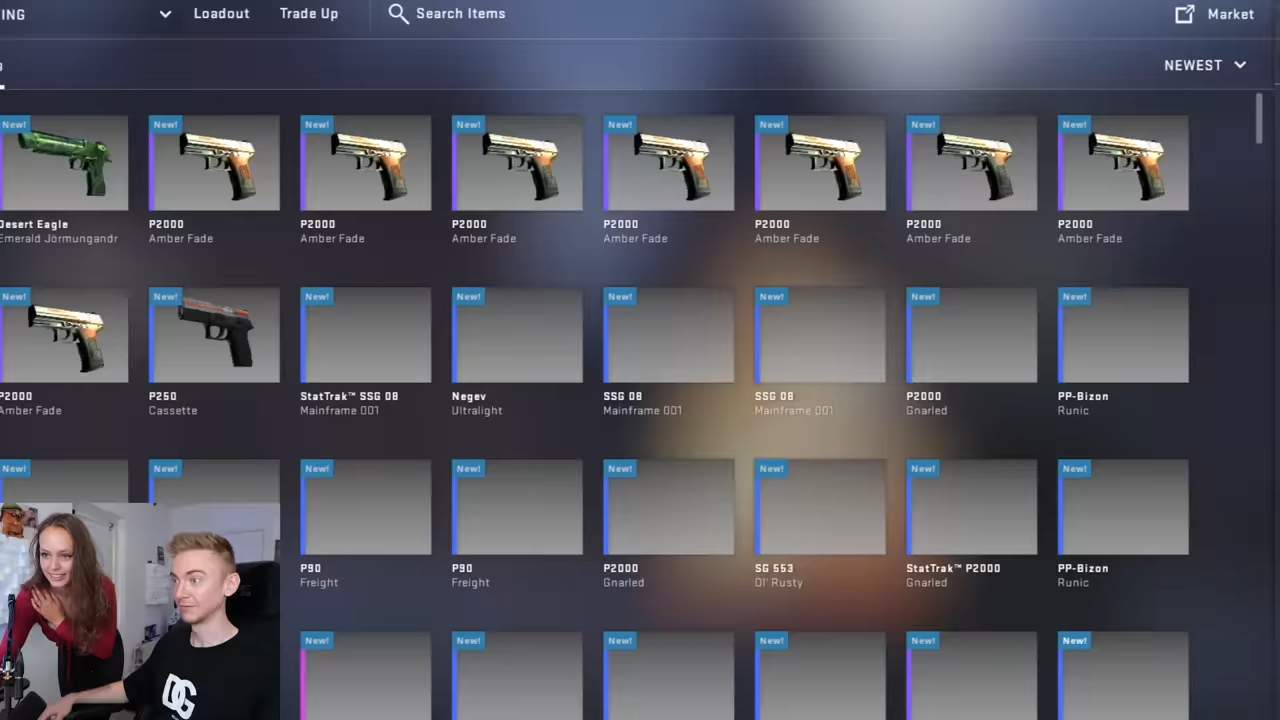 ING Loadout Trade Up Search Items Market
NEWEST
New! New! New! New! New! New! New! New!
Desert Eagle P2000 P2000 P2000 P2000 P2000 P2000 P2000
Emerald Jörmungandr Amber Fade Amber Fade Amber Fade Amber Fade Amber Fade Amber Fade Amber Fade
New! New! New! New! New! New! New! New!
P2000 P250 StatTrak™ SSG 08 Negev SSG 08 SSG 08 P2000 PP-Bizon
Amber Fade Cassette Mainframe 001 Ultralight Mainframe 001 Mainframe 001 Gnarled Runic
New! New! New! New! New! New! New! New!
P90 P90 P2000 SG 553 StatTrak™ P2000 PP-Bizon
Freight Freight Gnarled Ol' Rusty Gnarled Runic
New! New! New! New! New! New!
DG